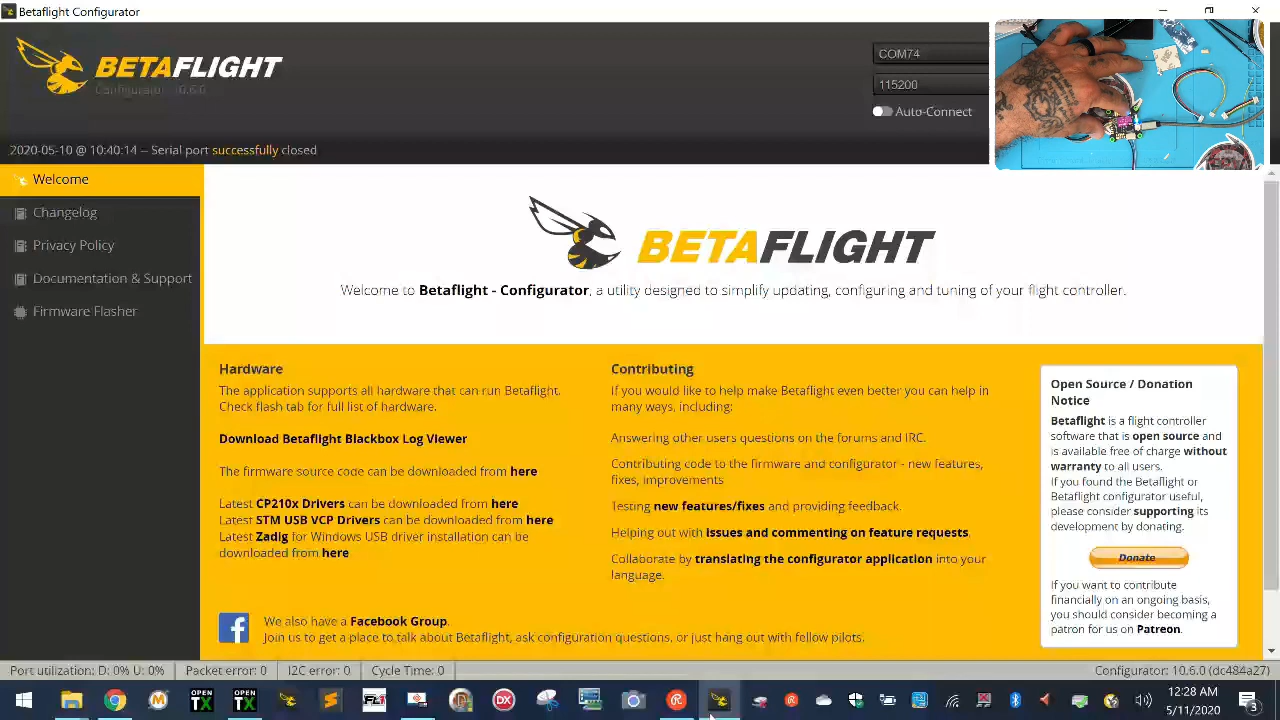 Betaflight Configurator
BETAFLIGHT
Configurator 10.6.0
COM74
115200
Auto-Connect
2020-05-10 @ 10:40:14 -- Serial port successfully closed
Welcome
Changelog
Privacy Policy
Documentation & Support
Firmware Flasher
BETAFLIGHT
Welcome to Betaflight - Configurator, a utility designed to simplify updating, configuring and tuning of your flight controller.
Hardware
The application supports all hardware that can run Betaflight.
Check flash tab for full list of hardware.
Download Betaflight Blackbox Log Viewer
The firmware source code can be downloaded from here
Latest CP210x Drivers can be downloaded from here
Latest STM USB VCP Drivers can be downloaded from here
Latest Zadig for Windows USB driver installation can be
downloaded from here
We also have a Facebook Group.
Join us to get a place to talk about Betaflight, ask configuration questions, or just hang out with fellow pilots.
Contributing
If you would like to help make Betaflight even better you can help in
many ways, including:
Answering other users questions on the forums and IRC.
Contributing code to the firmware and configurator - new features,
fixes, improvements
Testing new features/fixes and providing feedback.
Helping out with issues and commenting on feature requests.
Collaborate by translating the configurator application into your
language.
Open Source / Donation
Notice
Betaflight is a flight controller
software that is open source and
is available free of charge without
warranty to all users.
If you found the Betaflight or
Betaflight configurator useful,
please consider supporting its
development by donating.
Donate
If you want to contribute
financially on an ongoing basis,
you should consider becoming a
patron for us on Patreon.
Port utilization: D: 0% U: 0%
Packet error: 0
I2C error: 0
Cycle Time: 0
Configurator: 10.6.0 (dc484a27)
OPEN
TX
OPEN
TX
DX
12:28 AM
5/11/2020
3